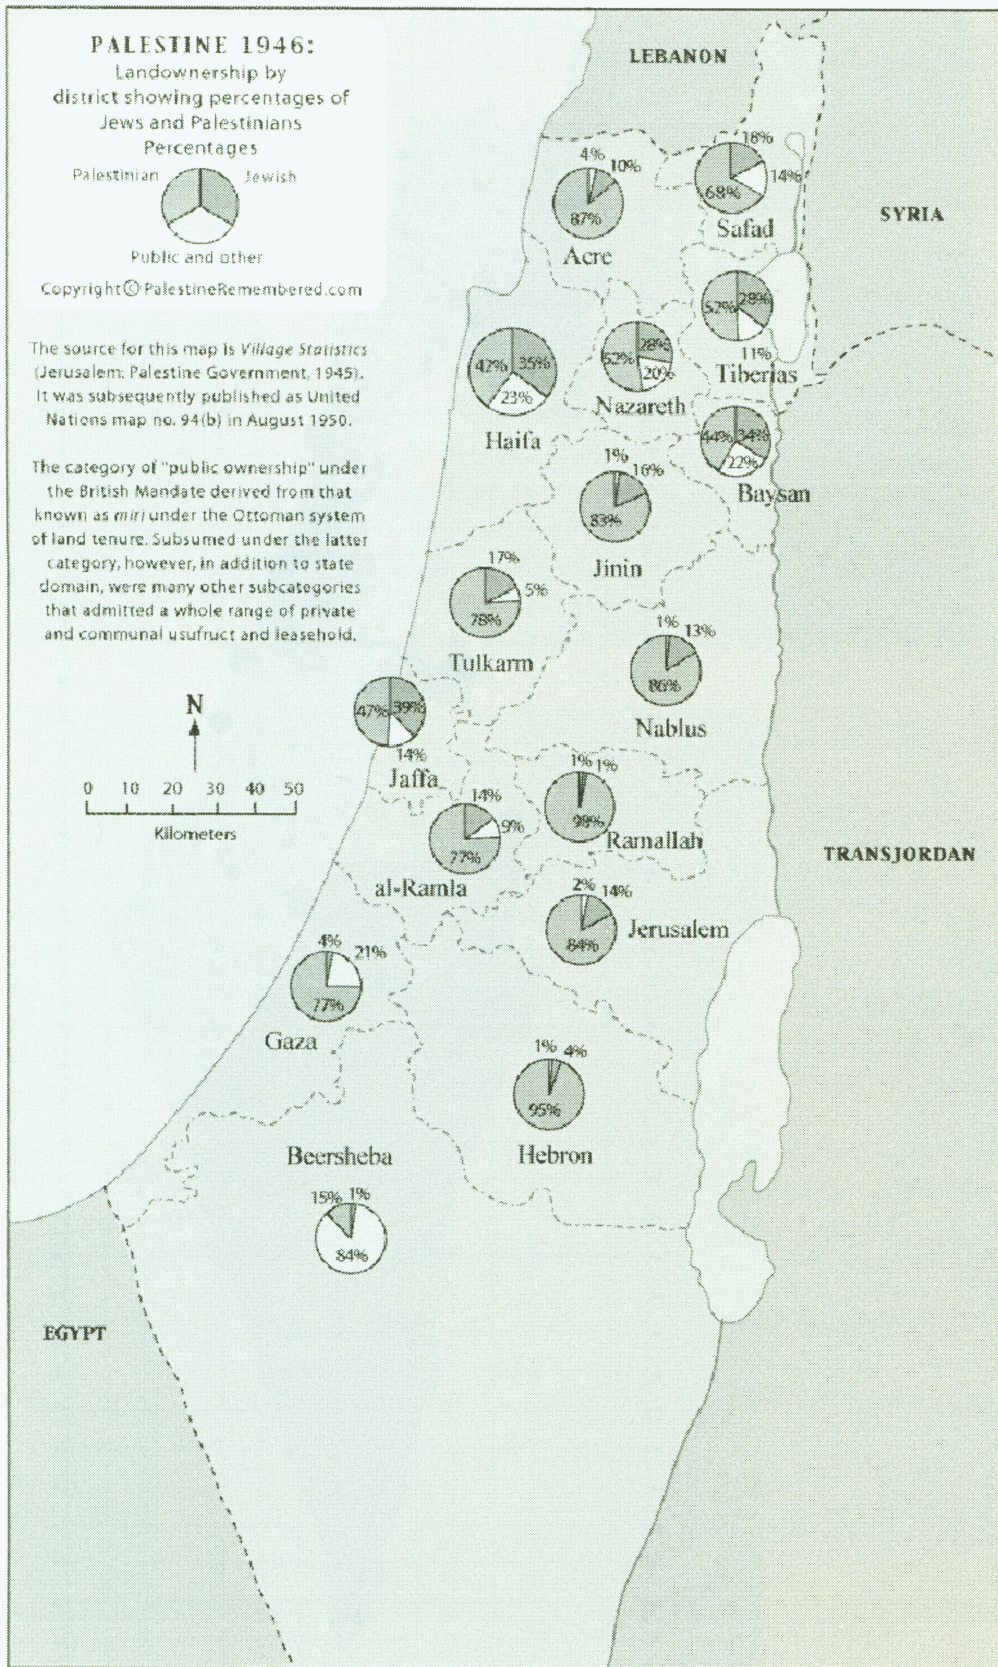 PALESTINE 1946:
Landownership by
district showing percentages of
Jews and Palestinians
Percentages
Palestinian
Jewish
Public and other
Copyright © PalestineRemembered.com
The source for this map is Village Statistics
(Jerusalem: Palestine Government, 1945).
It was subsequently published as United
Nations map no. 94(b) in August 1950.
The category of "public ownership" under
the British Mandate derived from that
known as miri under the Ottoman system
of land tenure. Subsumed under the latter
category, however, in addition to state
domain, were many other subcategories
that admitted a whole range of private
and communal usufruct and leasehold.
N
0 10 20 30 40 50
Kilometers
LEBANON
SYRIA
TRANSJORDAN
EGYPT
4% 10%
87%
Acre
18%
14%
68%
Safad
28%
11%
Tiberias
42% 35%
23%
Haifa
28%
20%
Nazareth
44% 34%
22%
Baysan
1% 16%
83%
Jinin
17%
5%
78%
Tulkarm
1% 13%
86%
Nablus
47% 39%
14%
Jaffa
14%
9%
77%
al-Ramla
1% 1%
98%
Ramallah
2% 14%
84%
Jerusalem
4% 21%
77%
Gaza
1% 4%
95%
Hebron
Beersheba
15% 1%
84%